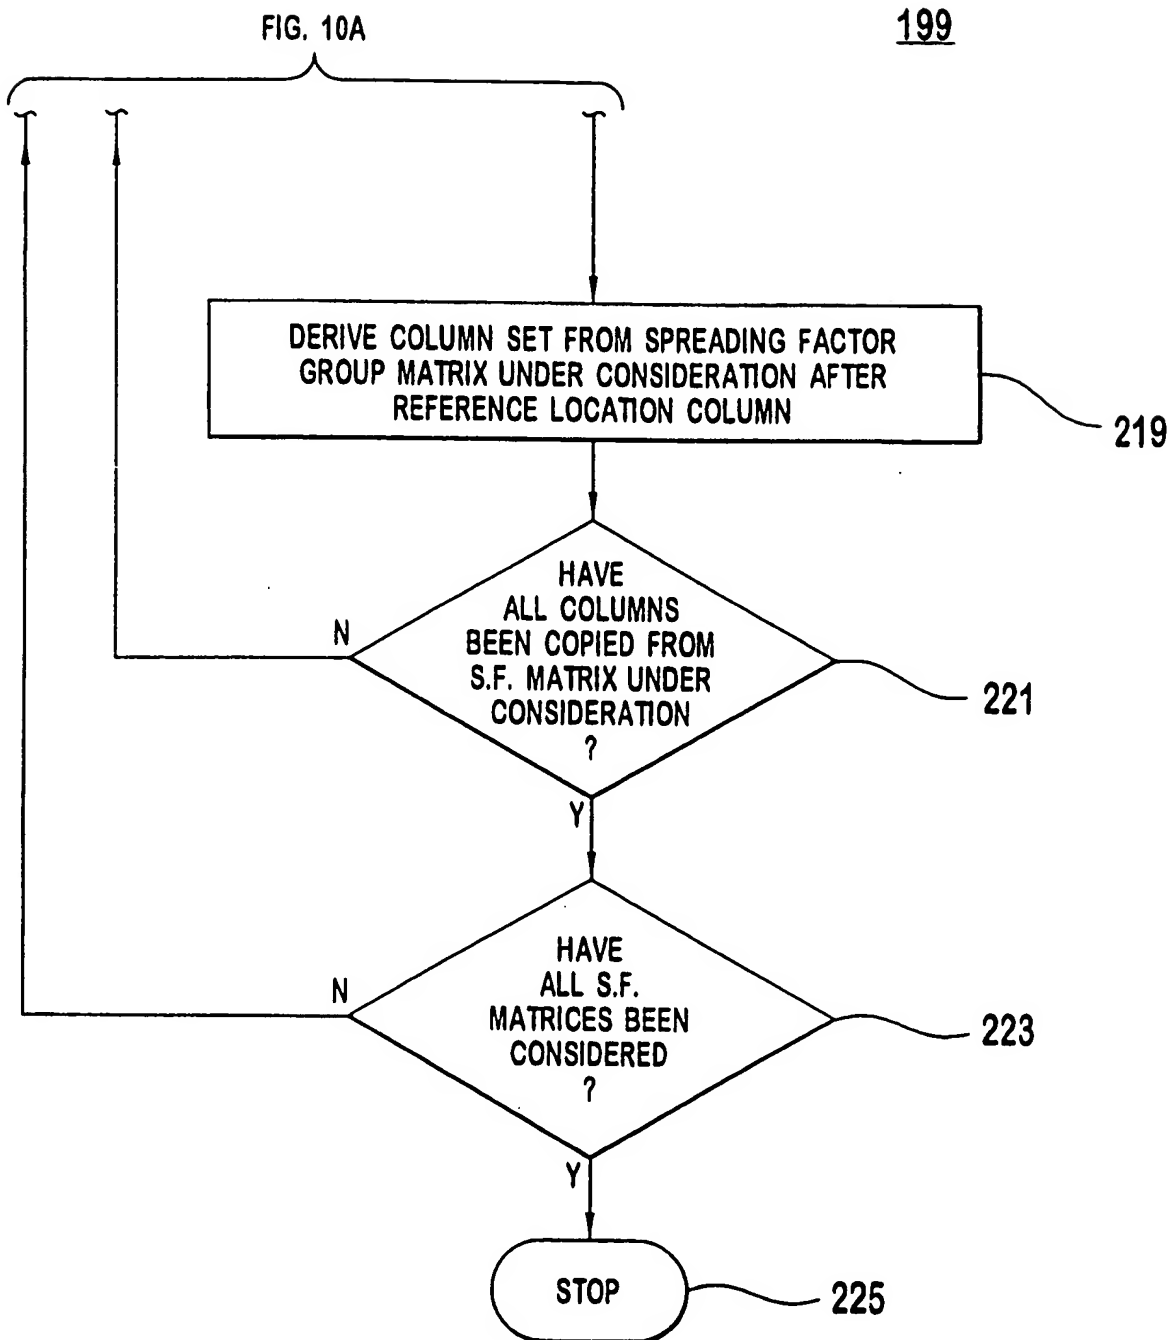 FIG. 10A
199
DERIVE COLUMN SET FROM SPREADING FACTOR
GROUP MATRIX UNDER CONSIDERATION AFTER
REFERENCE LOCATION COLUMN
219
HAVE
ALL COLUMNS
BEEN COPIED FROM
S.F. MATRIX UNDER
CONSIDERATION
?
N
221
Y
HAVE
ALL S.F.
MATRICES BEEN
CONSIDERED
?
N
223
Y
STOP
225